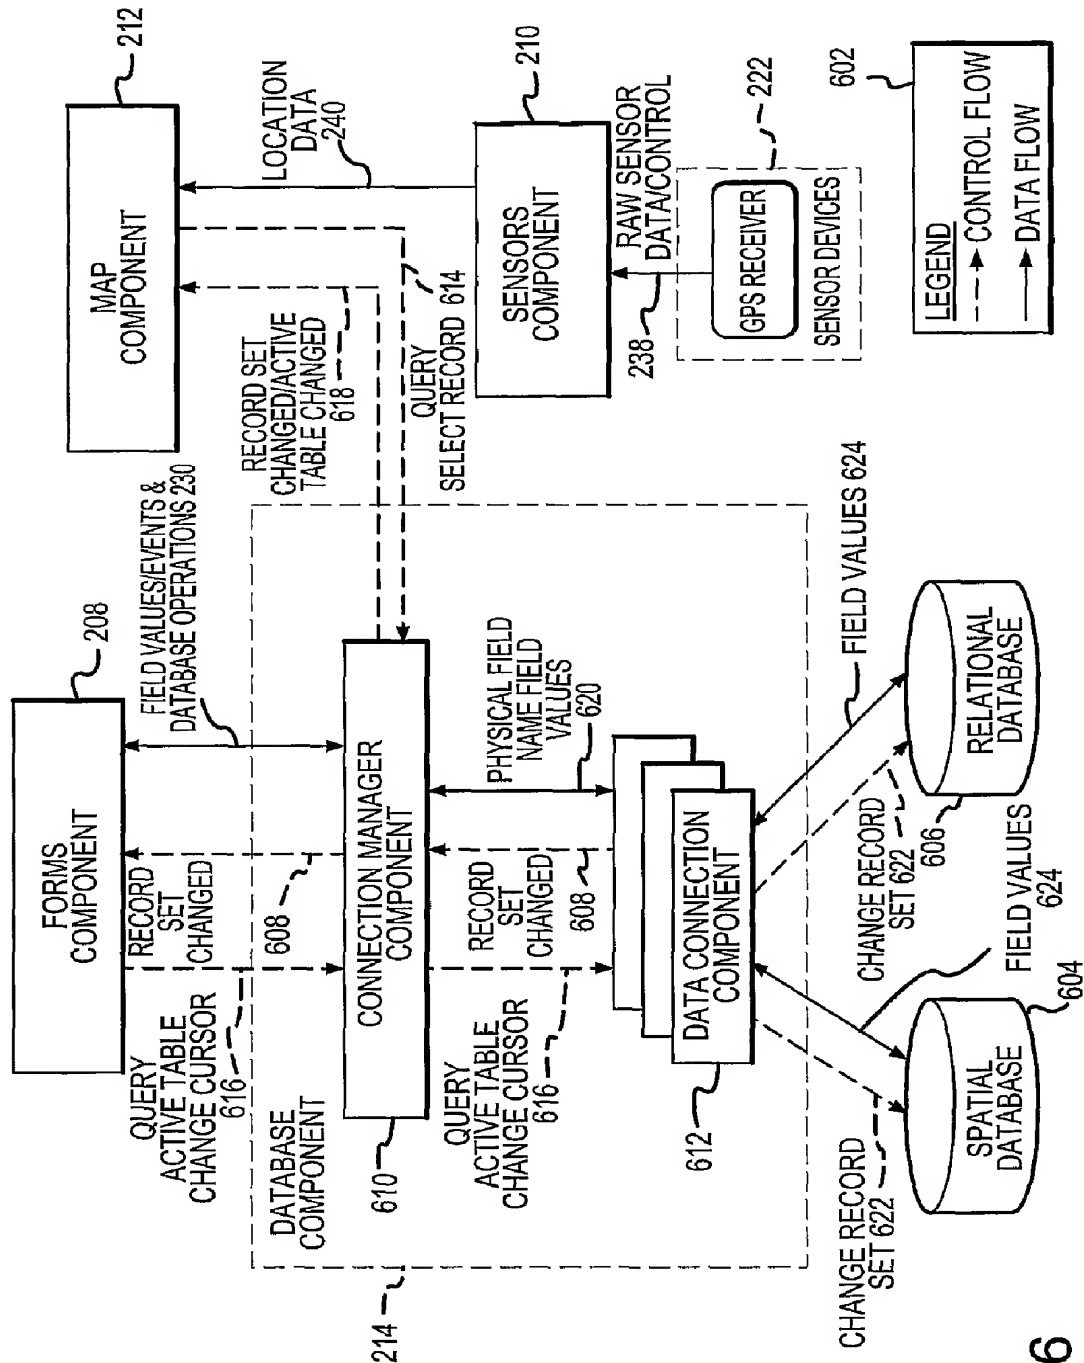 FORMS
COMPONENT
208
MAP
COMPONENT
212
FIELD VALUES/EVENTS &
DATABASE OPERATIONS 230
LOCATION
DATA
240
QUERY
ACTIVE TABLE
CHANGE CURSOR
616
RECORD
SET
CHANGED
608
RECORD SET
CHANGED/ACTIVE
TABLE CHANGED
618
QUERY
SELECT RECORD 614
SENSORS
COMPONENT
210
DATABASE
COMPONENT
214
CONNECTION MANAGER
COMPONENT
610
RAW SENSOR
DATA/CONTROL
238
GPS RECEIVER
SENSOR DEVICES
222
QUERY
ACTIVE TABLE
CHANGE CURSOR
616
RECORD
SET
CHANGED
608
PHYSICAL FIELD
NAME FIELD
VALUES
620
DATA CONNECTION
COMPONENT
612
CHANGE RECORD
SET 622
FIELD VALUES
624
CHANGE RECORD
SET 622
FIELD VALUES 624
SPATIAL
DATABASE
604
RELATIONAL
DATABASE
606
LEGEND
CONTROL FLOW
DATA FLOW
602
6